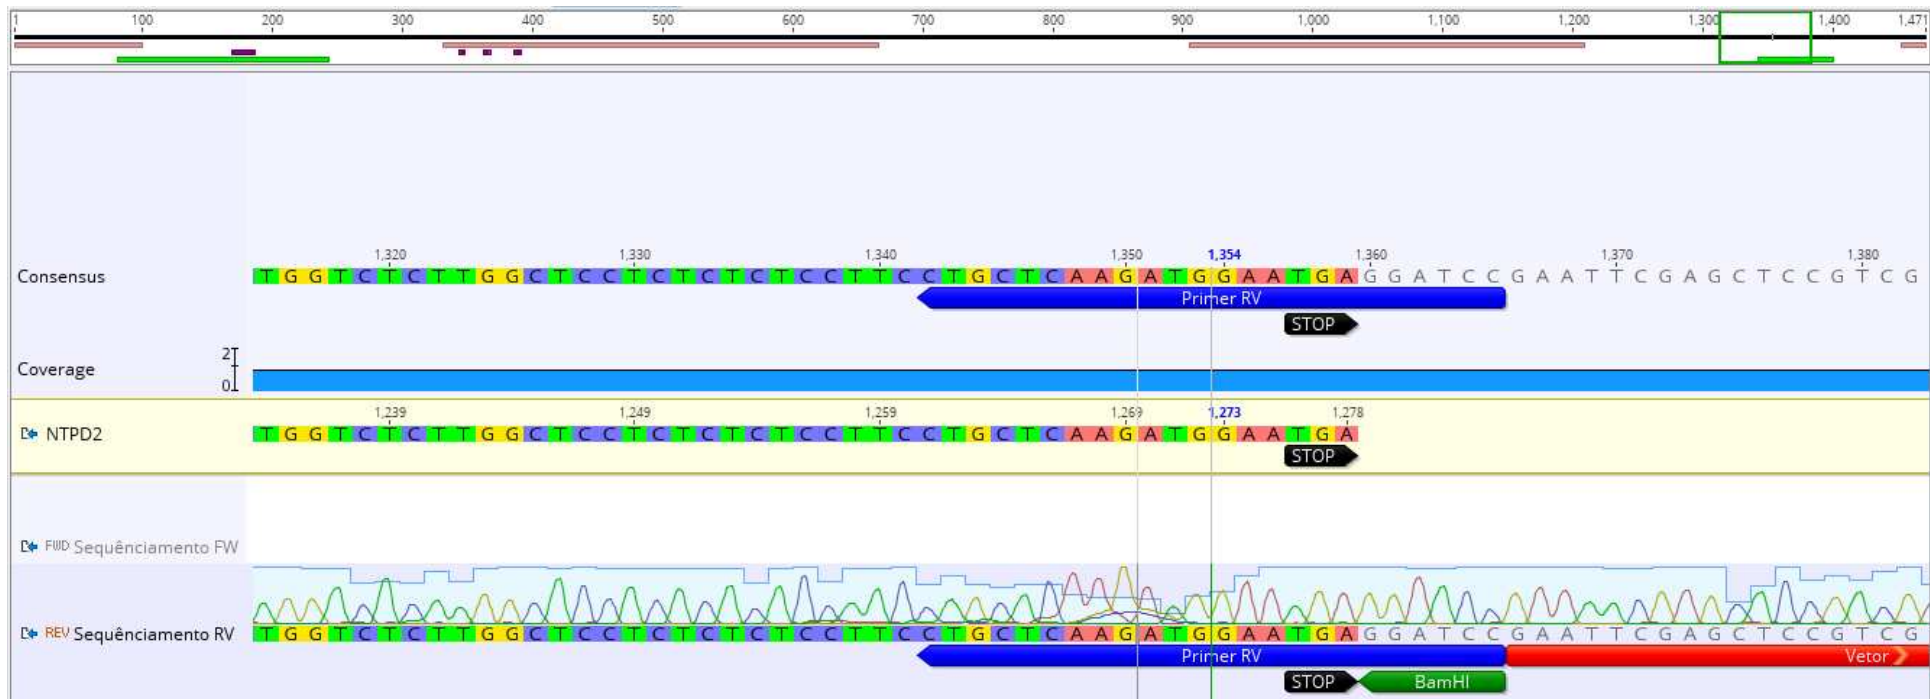 1 100 200 300 400 500 600 700 800 900 1,000 1,100 1,200 1,300 1,400 1,471
1,320 1,330 1,340 1,350 1,354 1,360 1,370 1,380
Consensus T G G T C T C T T G G C T C C T C T C T C T C C T T C C T G C T C A A G A T G G A A T G A G G A T C C G A A T T C G A G C T C C G T C G
Primer RV
STOP
Coverage 2 0
1,239 1,249 1,259 1,269 1,273 1,278
NTPD2 T G G T C T C T T G G C T C C T C T C T C T C C T T C C T G C T C A A G A T G G A A T G A
STOP
FWD Sequênciamento FW
REV Sequênciamento RV T G G T C T C T T G G C T C C T C T C T C T C C T T C C T G C T C A A G A T G G A A T G A G G A T C C G A A T T C G A G C T C C G T C G
Primer RV Vetor
STOP BamHI